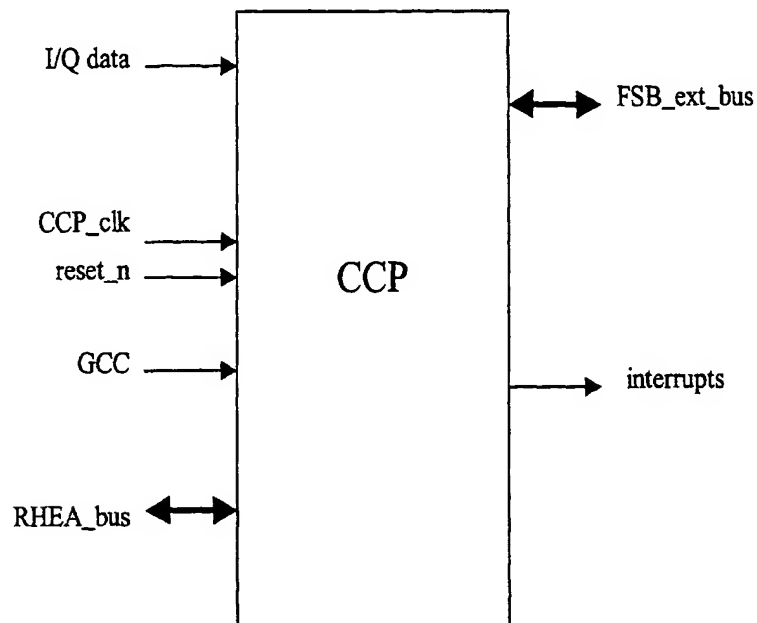 I/Q data
FSB_ext_bus
CCP_clk
reset_n
CCP
GCC
interrupts
RHEA_bus